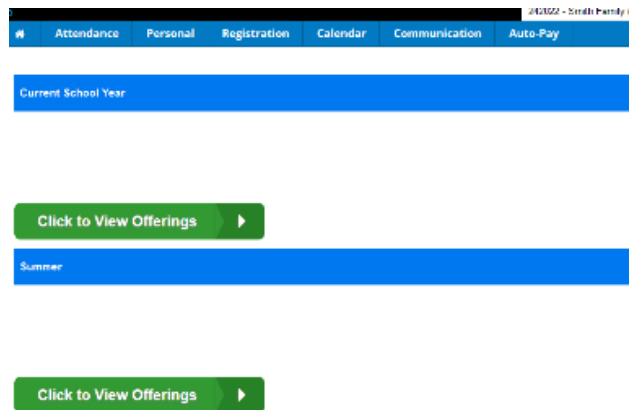 242022 - Smith Family
Attendance Personal Registration Calendar Communication Auto-Pay
Current School Year
Click to View Offerings
Summer
Click to View Offerings